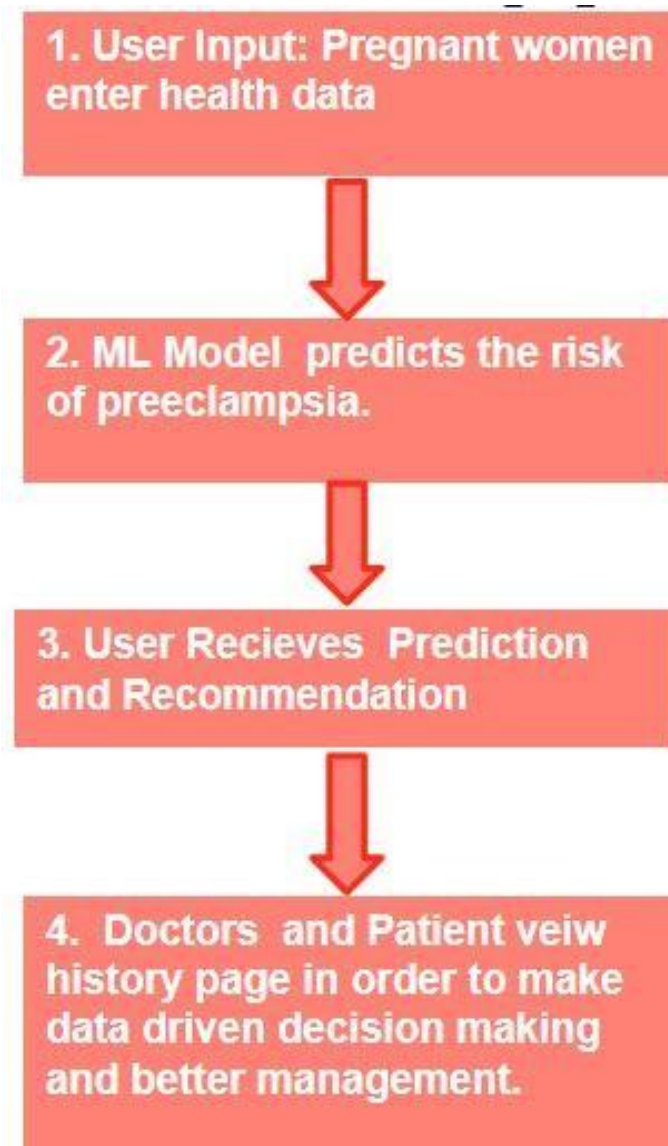 1. User Input: Pregnant women
enter health data
2. ML Model predicts the risk
of preeclampsia.
3. User Recieves Prediction
and Recommendation
4. Doctors and Patient veiw
history page in order to make
data driven decision making
and better management.